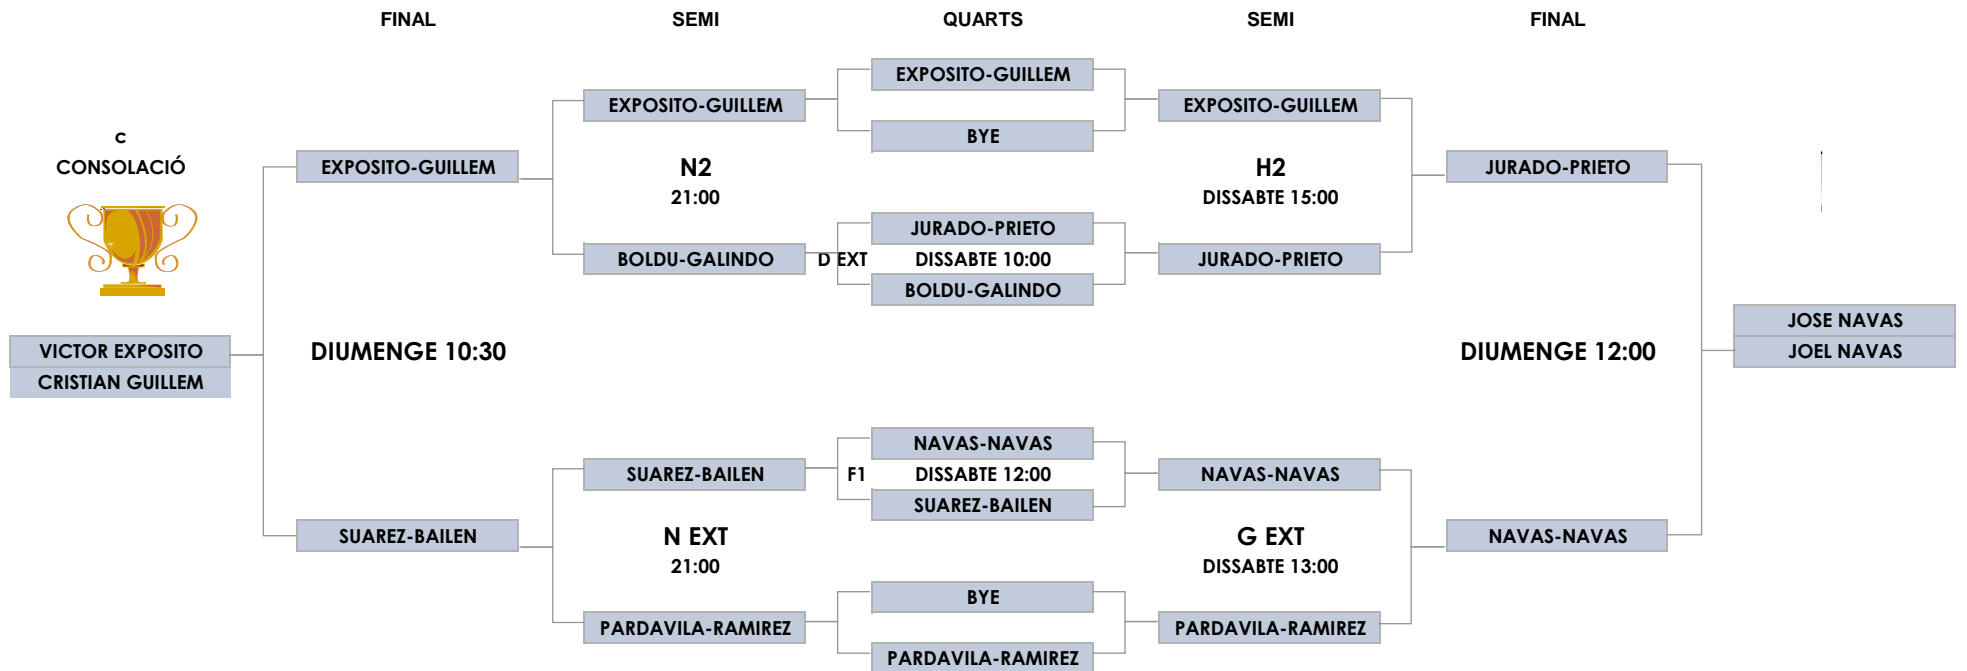 FINAL SEMI QUARTS SEMI FINAL
EXPOSITO-GUILLEM
EXPOSITO-GUILLEM EXPOSITO-GUILLEM
c BYE
CONSOLACIÓ EXPOSITO-GUILLEM N2 H2 JURADO-PRIETO
21:00 DISSABTE 15:00
JURADO-PRIETO
BOLDU-GALINDO D EXT DISSABTE 10:00 JURADO-PRIETO
BOLDU-GALINDO
JOSE NAVAS
VICTOR EXPOSITO DIUMENGE 10:30 DIUMENGE 12:00 JOEL NAVAS
CRISTIAN GUILLEM
NAVAS-NAVAS
SUAREZ-BAILEN F1 DISSABTE 12:00 NAVAS-NAVAS
SUAREZ-BAILEN
SUAREZ-BAILEN N EXT G EXT NAVAS-NAVAS
21:00 DISSABTE 13:00
BYE
PARDAVILA-RAMIREZ PARDAVILA-RAMIREZ
PARDAVILA-RAMIREZ